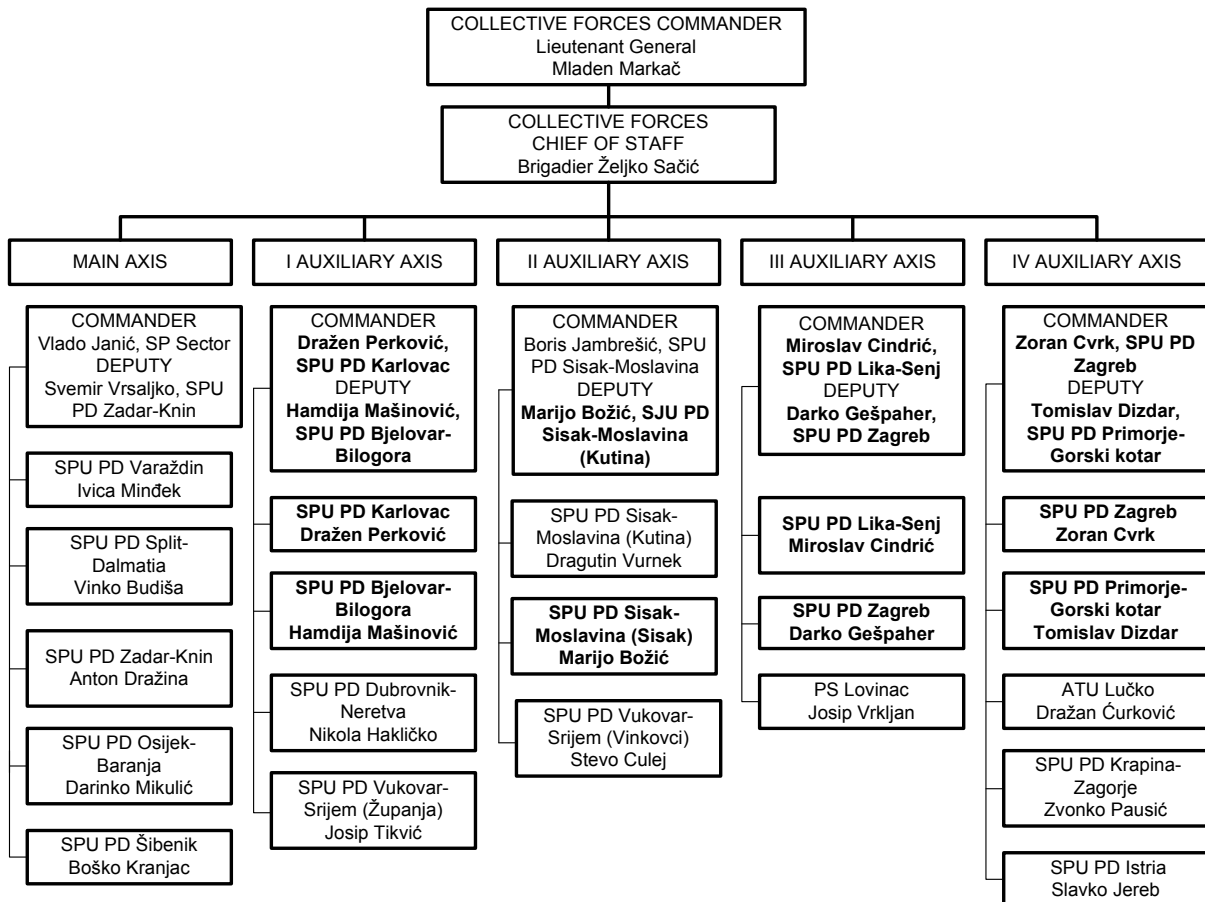 COLLECTIVE FORCES COMMANDER
Lieutenant General
Mladen Markač
COLLECTIVE FORCES
CHIEF OF STAFF
Brigadier Željko Sačić
MAIN AXIS
I AUXILIARY AXIS
II AUXILIARY AXIS
III AUXILIARY AXIS
IV AUXILIARY AXIS
COMMANDER
Vlado Janić, SP Sector
DEPUTY
Svemir Vrsaljko, SPU
PD Zadar-Knin
SPU PD Varaždin
Ivica Minđek
SPU PD Split-
Dalmatia
Vinko Budiša
SPU PD Zadar-Knin
Anton Dražina
SPU PD Osijek-
Baranja
Darinko Mikulić
SPU PD Šibenik
Boško Kranjac
COMMANDER
Dražen Perković,
SPU PD Karlovac
DEPUTY
Hamdija Mašinović,
SPU PD Bjelovar-
Bilogora
SPU PD Karlovac
Dražen Perković
SPU PD Bjelovar-
Bilogora
Hamdija Mašinović
SPU PD Dubrovnik-
Neretva
Nikola Hakličko
SPU PD Vukovar-
Srijem (Županja)
Josip Tikvić
COMMANDER
Boris Jambrešić, SPU
PD Sisak-Moslavina
DEPUTY
Marijo Božić, SJU PD
Sisak-Moslavina
(Kutina)
SPU PD Sisak-
Moslavina (Kutina)
Dragutin Vurnek
SPU PD Sisak-
Moslavina (Sisak)
Marijo Božić
SPU PD Vukovar-
Srijem (Vinkovci)
Stevo Culej
COMMANDER
Miroslav Cindrić,
SPU PD Lika-Senj
DEPUTY
Darko Gešpaher,
SPU PD Zagreb
SPU PD Lika-Senj
Miroslav Cindrić
SPU PD Zagreb
Darko Gešpaher
PS Lovinac
Josip Vrkljan
COMMANDER
Zoran Cvrk, SPU PD
Zagreb
DEPUTY
Tomislav Dizdar,
SPU PD Primorje-
Gorski kotar
SPU PD Zagreb
Zoran Cvrk
SPU PD Primorje-
Gorski kotar
Tomislav Dizdar
ATU Lučko
Dražan Ćurković
SPU PD Krapina-
Zagorje
Zvonko Pausić
SPU PD Istria
Slavko Jereb